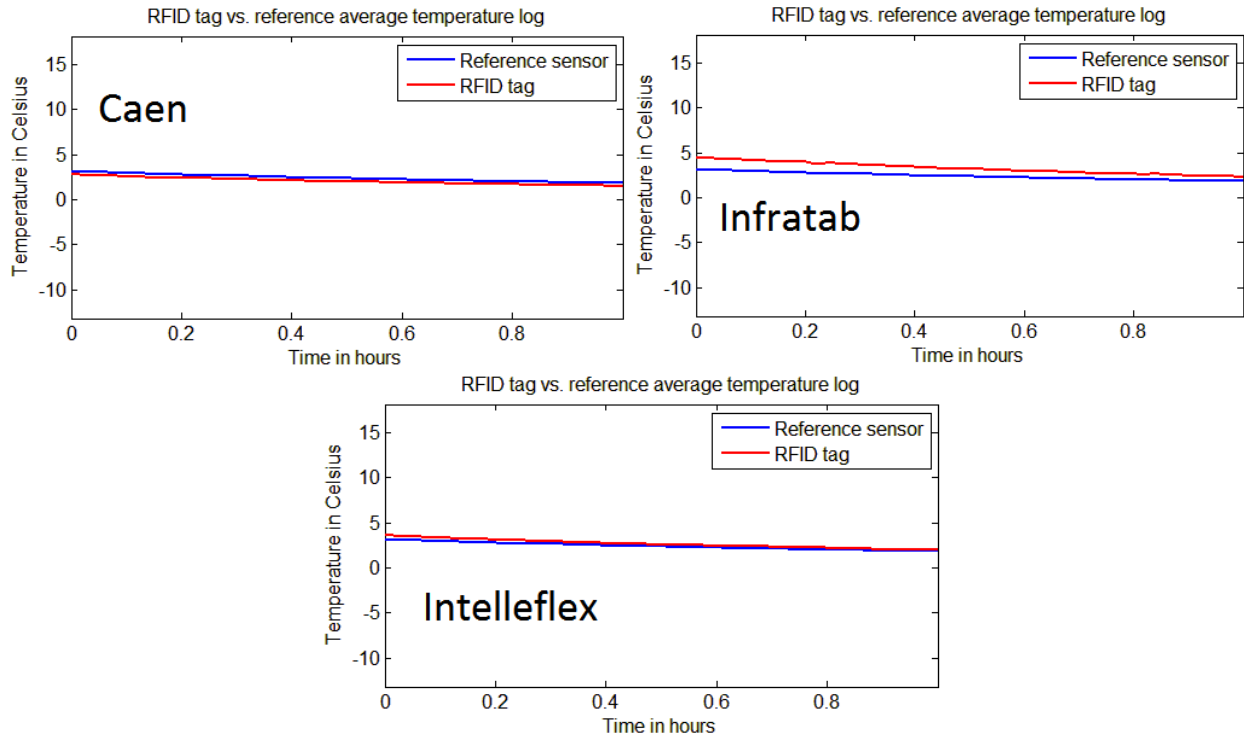 RFID tag vs. reference average temperature log
Reference sensor
RFID tag
Caen
Temperature in Celsius
15
10
5
0
-5
-10
0
0.2
0.4
0.6
0.8
Time in hours
RFID tag vs. reference average temperature log
Reference sensor
RFID tag
Infratab
Temperature in Celsius
15
10
5
0
-5
-10
0
0.2
0.4
0.6
0.8
Time in hours
RFID tag vs. reference average temperature log
Reference sensor
RFID tag
Intelleflex
Temperature in Celsius
15
10
5
0
-5
-10
0
0.2
0.4
0.6
0.8
Time in hours